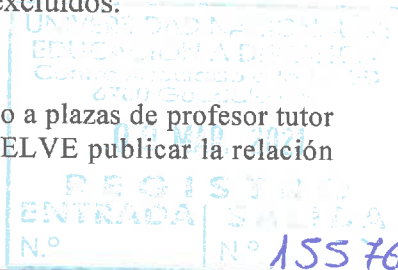 excluidos.
UNIVERSIDAD NACIONAL DE
EDUCACIÓN A DISTANCIA
o a plazas de profesor tutor
MAR. 2021
ELVE publicar la relación
REGISTRO
ENTRADA SALIDA
N.º N.º 15576